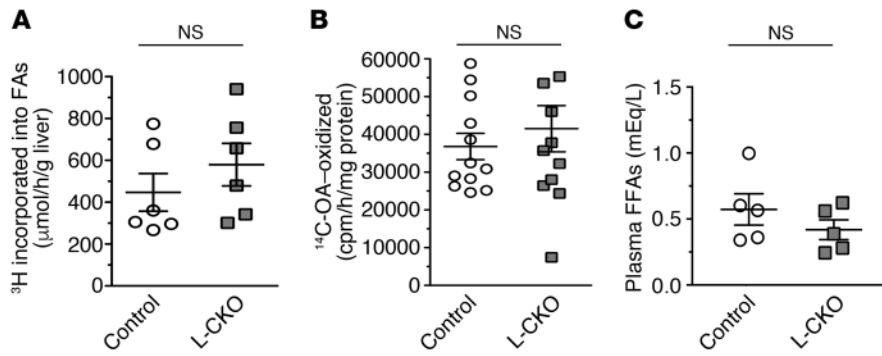 A
NS
³H incorporated into FAs
(μmol/h/g liver)
1000
800
600
400
200
0
Control
L-CKO
B
NS
¹⁴C-OA–oxidized
(cpm/h/mg protein)
60000
50000
40000
30000
20000
10000
0
Control
L-CKO
C
NS
Plasma FFAs (mEq/L)
1.5
1.0
0.5
0.0
Control
L-CKO